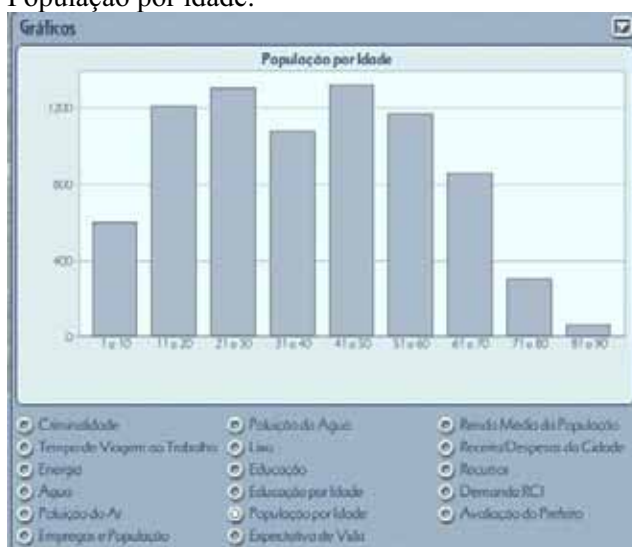 População por idade:
Gráficos
População por Idade
1200
800
400
0
1 a 10 11 a 20 21 a 30 31 a 40 41 a 50 51 a 60 61 a 70 71 a 80 81 a 90
Criminalidade
Tempo de Viagem ao Trabalho
Energia
Água
Poluição do Ar
Empregos e População
Poluição da Água
Lixo
Educação
Educação por Idade
População por Idade
Expectativa de Vida
Renda Média da População
Receita/Despesas da Cidade
Recursos
Demanda RCI
Avaliação do Prefeito